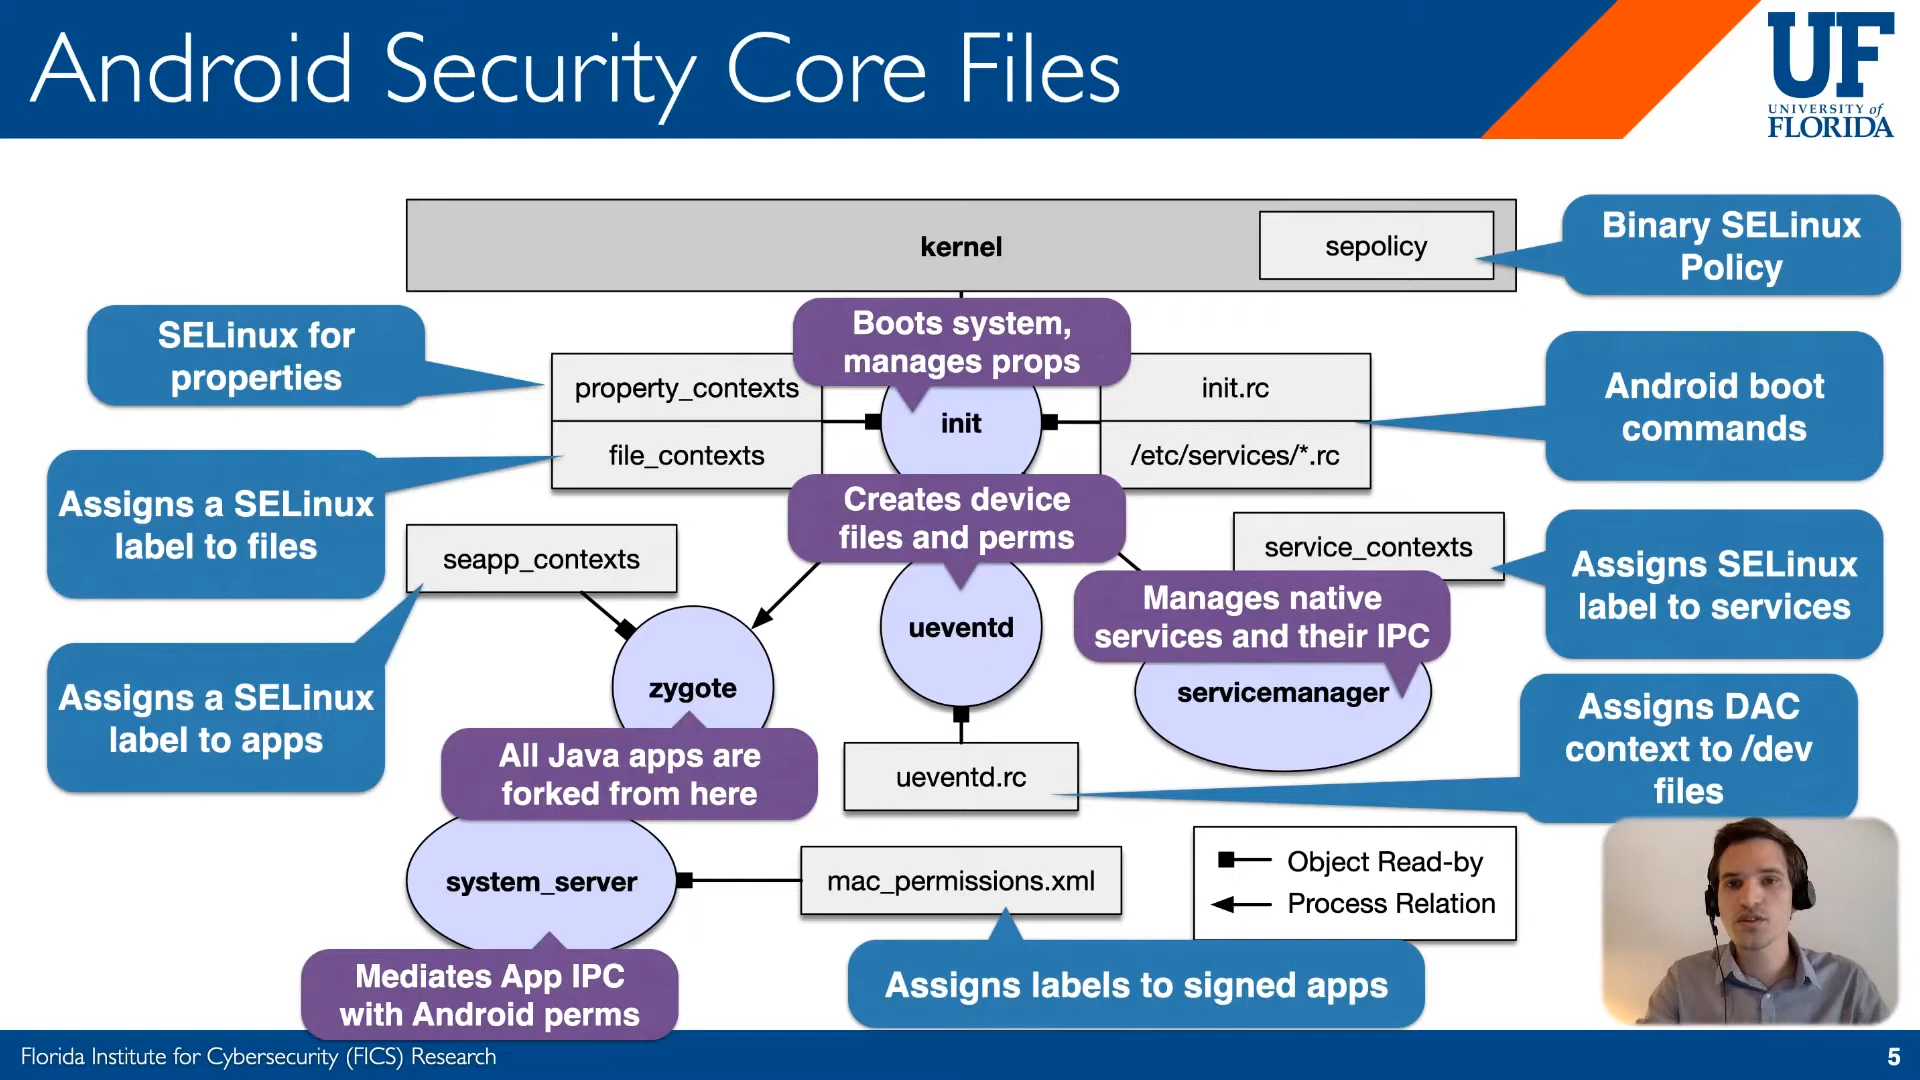 Android Security Core Files
UF
UNIVERSITY of
FLORIDA
kernel
sepolicy
Binary SELinux
Policy
SELinux for
properties
Boots system,
manages props
property_contexts
init
init.rc
Android boot
commands
file_contexts
/etc/services/*.rc
Assigns a SELinux
label to files
Creates device
files and perms
seapp_contexts
service_contexts
Assigns SELinux
label to services
Manages native
services and their IPC
ueventd
zygote
servicemanager
Assigns a SELinux
label to apps
Assigns DAC
context to /dev
files
All Java apps are
forked from here
ueventd.rc
system_server
mac_permissions.xml
Object Read-by
Process Relation
Mediates App IPC
with Android perms
Assigns labels to signed apps
Florida Institute for Cybersecurity (FICS) Research
5